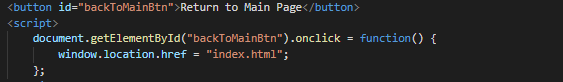 <button id="backToMainBtn">Return to Main Page</button>
<script>
    document.getElementById("backToMainBtn").onclick = function() {
        window.location.href = "index.html";
    };